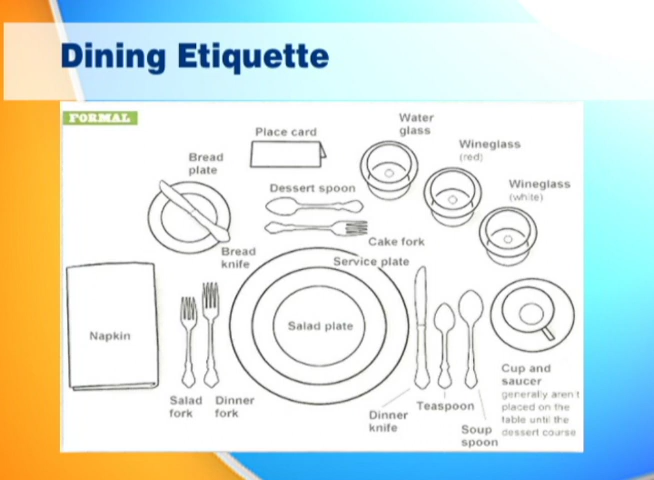 Dining Etiquette
FORMAL
Water
glass
Place card
Wineglass
(red)
Bread
plate
Wineglass
(white)
Dessert spoon
Cake fork
Bread
knife
Service plate
Napkin
Salad plate
Salad
fork
Dinner
fork
Dinner
knife
Teaspoon
Soup
spoon
Cup and
saucer
generally aren't
placed on the
table until the
dessert course